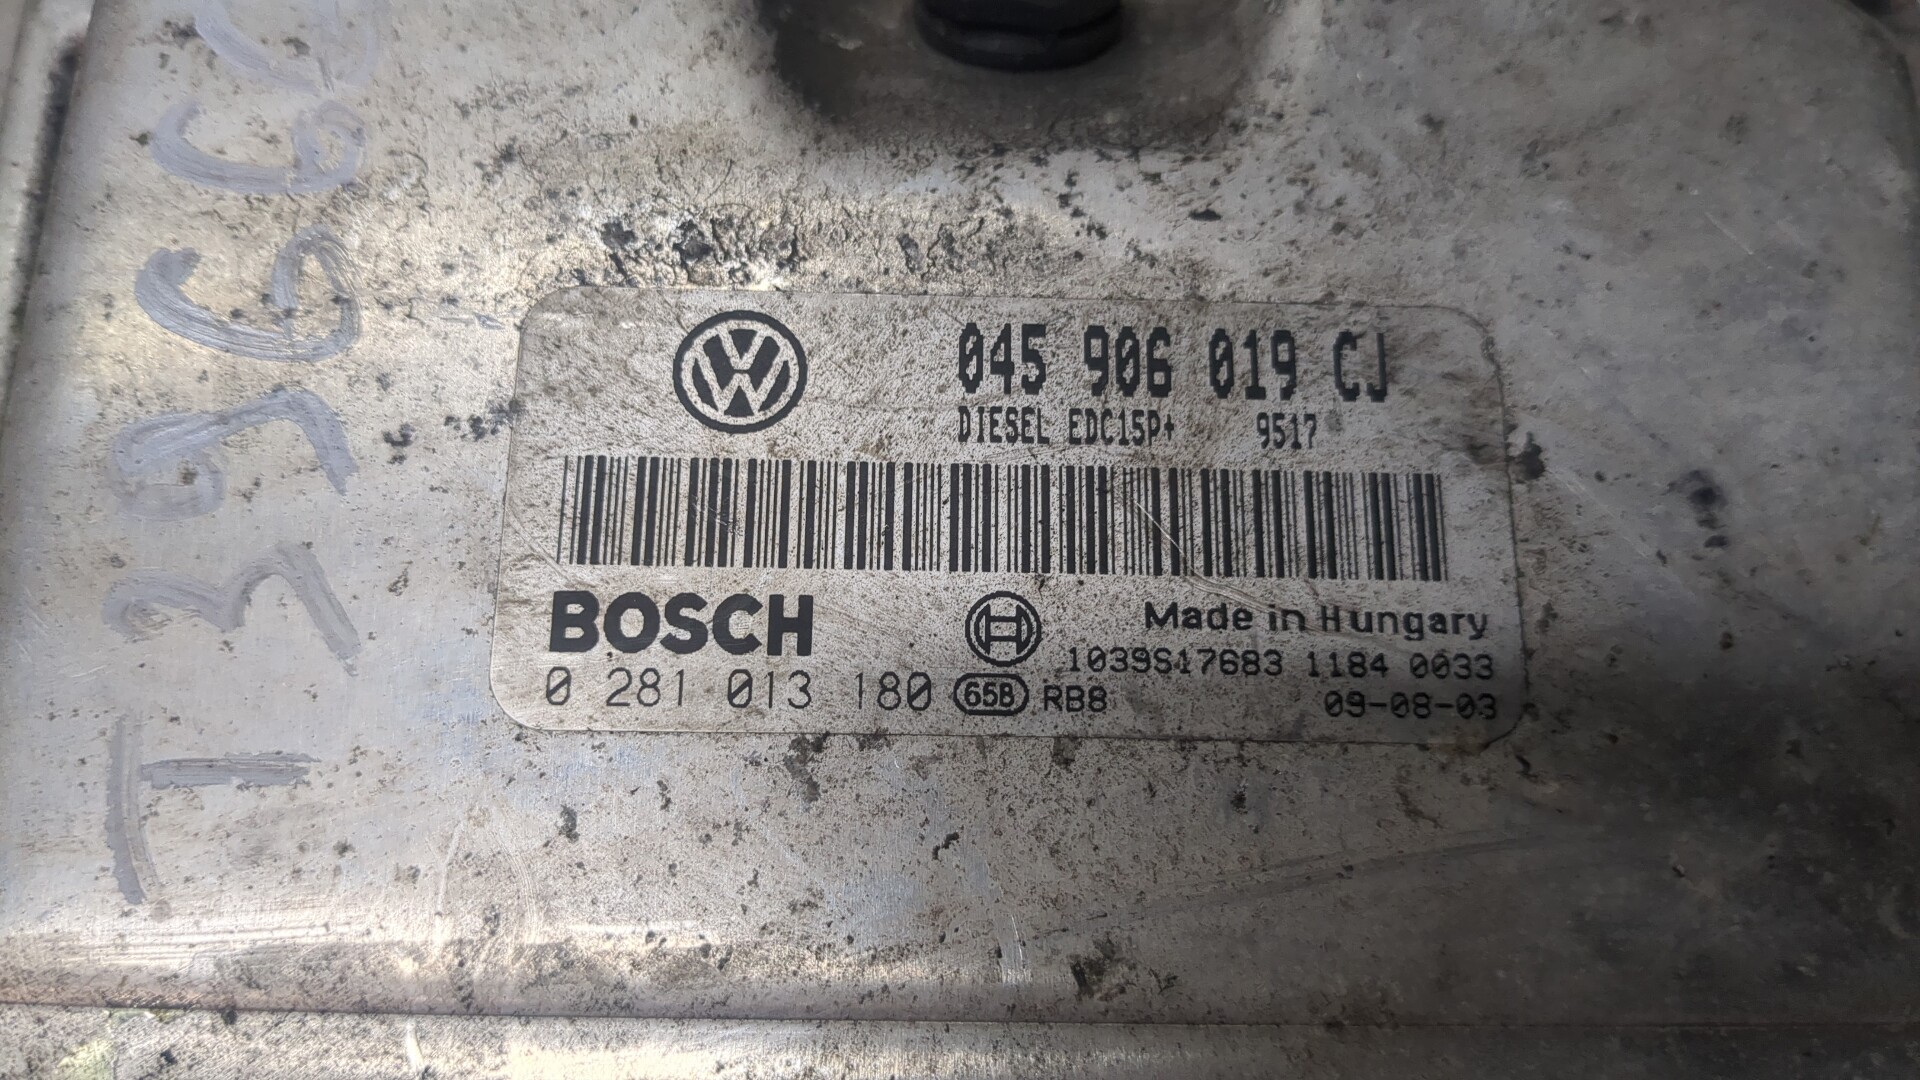 045 906 019 CJ
DIESEL EDC15P+ 9517
BOSCH
Made in Hungary
1039S17683 1184 0033
0 281 013 180 65B RB8
09-08-03